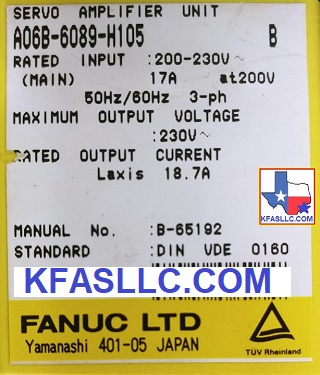 SERVO AMPLIFIER UNIT
A06B-6089-H105 B
RATED INPUT :200-230V~
(MAIN) 17A at200V
50Hz/60Hz 3-ph
MAXIMUM OUTPUT VOLTAGE
:230V~
RATED OUTPUT CURRENT
Laxis 18.7A
KFASLLC.COM
MANUAL No. :B-65192
STANDARD :DIN VDE 0160
KFASLLC.COM
FANUC LTD
Yamanashi 401-05 JAPAN
TÜV Rheinland